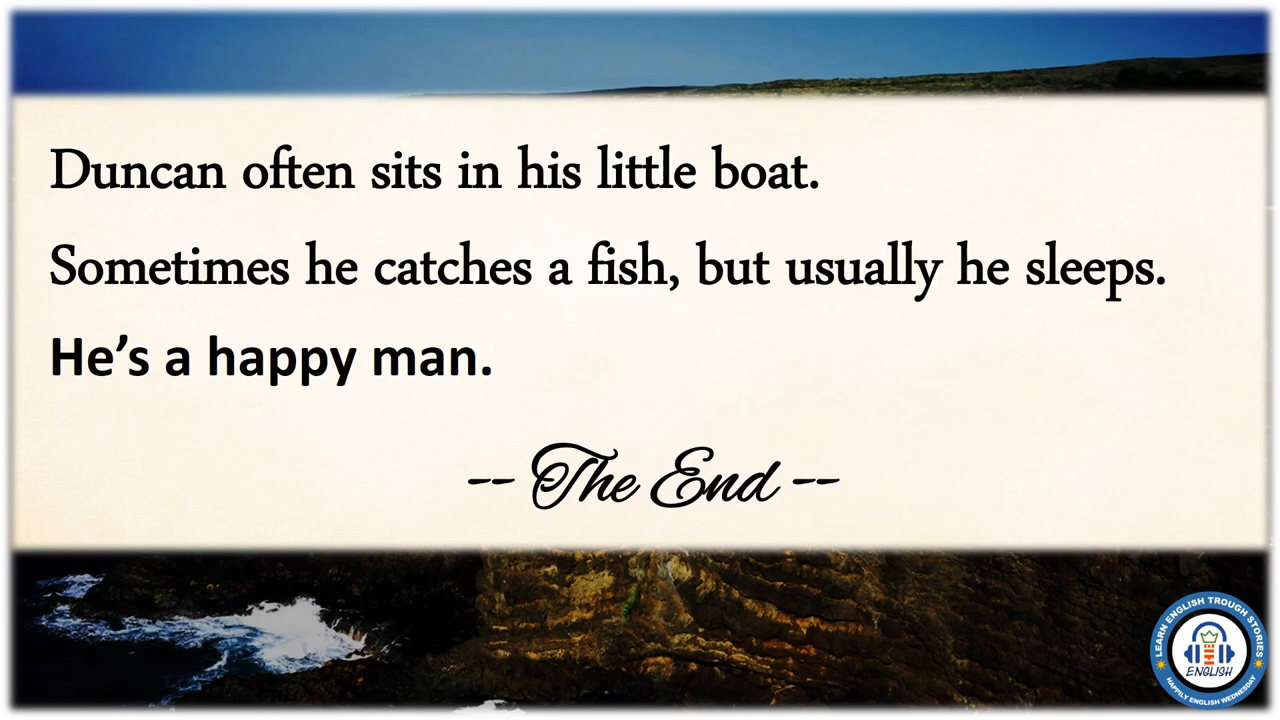 Duncan often sits in his little boat.
Sometimes he catches a fish, but usually he sleeps.
He’s a happy man.
-- The End --
LEARN ENGLISH TROUGH STORIES
ENGLISH
HAPPILY ENGLISH WEDNESDAY